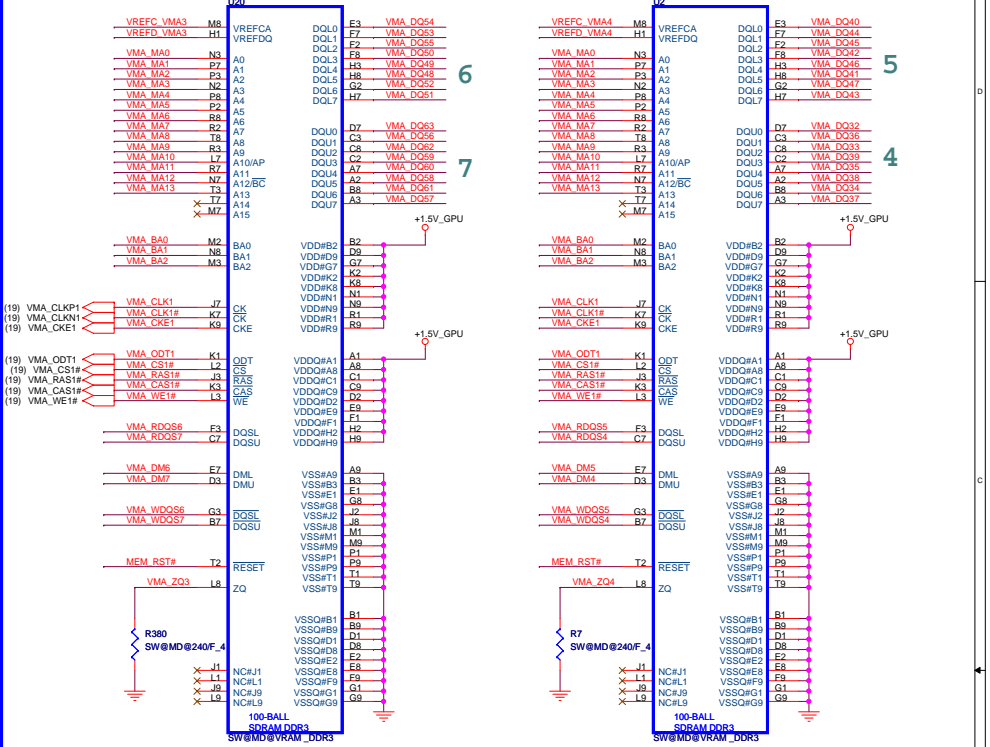 U20
VREFC_VMA3 M8 VREFCA DQL0 E3 VMA_DQ54
VREFD_VMA3 H1 VREFDQ DQL1 F7 VMA_DQ53
DQL2 F2 VMA_DQ55
VMA_MA0 N3 A0 DQL3 F8 VMA_DQ50
VMA_MA1 P7 A1 DQL4 H3 VMA_DQ49
VMA_MA2 P3 A2 DQL5 H8 VMA_DQ48
VMA_MA3 N2 A3 DQL6 G2 VMA_DQ52
VMA_MA4 P8 A4 DQL7 H7 VMA_DQ51
6
VMA_MA5 P2 A5
VMA_MA6 R8 A6
VMA_MA7 R2 A7 DQU0 D7 VMA_DQ63
VMA_MA8 T8 A8 DQU1 C3 VMA_DQ56
VMA_MA9 R3 A9 DQU2 C8 VMA_DQ62
VMA_MA10 L7 A10/AP DQU3 C2 VMA_DQ59
VMA_MA11 R7 A11 DQU4 A7 VMA_DQ60
VMA_MA12 N7 A12/BC DQU5 A2 VMA_DQ58
VMA_MA13 T3 A13 DQU6 B8 VMA_DQ61
T7 A14 DQU7 A3 VMA_DQ57
7
M7 A15
+1.5V_GPU
VMA_BA0 M2 BA0 VDD#B2 B2
VMA_BA1 N8 BA1 VDD#D9 D9
VMA_BA2 M3 BA2 VDD#G7 G7
VDD#K2 K2
VDD#K8 K8
VDD#N1 N1
(19) VMA_CLKP1 VMA_CLK1 J7 CK VDD#N9 N9
(19) VMA_CLKN1 VMA_CLK1# K7 CK VDD#R1 R1
(19) VMA_CKE1 VMA_CKE1 K9 CKE VDD#R9 R9
+1.5V_GPU
(19) VMA_ODT1 VMA_ODT1 K1 ODT VDDQ#A1 A1
(19) VMA_CS1# VMA_CS1# L2 CS VDDQ#A8 A8
(19) VMA_RAS1# VMA_RAS1# J3 RAS VDDQ#C1 C1
(19) VMA_CAS1# VMA_CAS1# K3 CAS VDDQ#C9 C9
(19) VMA_WE1# VMA_WE1# L3 WE VDDQ#D2 D2
VDDQ#E9 E9
VDDQ#F1 F1
VMA_RDQS6 F3 DQSL VDDQ#H2 H2
VMA_RDQS7 C7 DQSU VDDQ#H9 H9
VMA_DM6 E7 DML VSS#A9 A9
VMA_DM7 D3 DMU VSS#B3 B3
VSS#E1 E1
VSS#G8 G8
VMA_WDQS6 G3 DQSL VSS#J2 J2
VMA_WDQS7 B7 DQSU VSS#J8 J8
VSS#M1 M1
VSS#M9 M9
VSS#P1 P1
MEM_RST# T2 RESET VSS#P9 P9
VSS#T1 T1
VMA_ZQ3 L8 ZQ VSS#T9 T9
VSSQ#B1 B1
VSSQ#B9 B9
R380 VSSQ#D1 D1
SW@MD@240/F_4 VSSQ#D8 D8
VSSQ#E2 E2
J1 NC#J1 VSSQ#E8 E8
L1 NC#L1 VSSQ#F9 F9
J9 NC#J9 VSSQ#G1 G1
L9 NC#L9 VSSQ#G9 G9
100-BALL
SDRAM DDR3
SW@MD@VRAM _DDR3
U2
VREFC_VMA4 M8 VREFCA DQL0 E3 VMA_DQ40
VREFD_VMA4 H1 VREFDQ DQL1 F7 VMA_DQ44
DQL2 F2 VMA_DQ45
VMA_MA0 N3 A0 DQL3 F8 VMA_DQ42
VMA_MA1 P7 A1 DQL4 H3 VMA_DQ46
VMA_MA2 P3 A2 DQL5 H8 VMA_DQ41
VMA_MA3 N2 A3 DQL6 G2 VMA_DQ47
VMA_MA4 P8 A4 DQL7 H7 VMA_DQ43
5
VMA_MA5 P2 A5
VMA_MA6 R8 A6
VMA_MA7 R2 A7 DQU0 D7 VMA_DQ32
VMA_MA8 T8 A8 DQU1 C3 VMA_DQ36
VMA_MA9 R3 A9 DQU2 C8 VMA_DQ33
VMA_MA10 L7 A10/AP DQU3 C2 VMA_DQ39
VMA_MA11 R7 A11 DQU4 A7 VMA_DQ35
VMA_MA12 N7 A12/BC DQU5 A2 VMA_DQ38
VMA_MA13 T3 A13 DQU6 B8 VMA_DQ34
T7 A14 DQU7 A3 VMA_DQ37
4
M7 A15
+1.5V_GPU
VMA_BA0 M2 BA0 VDD#B2 B2
VMA_BA1 N8 BA1 VDD#D9 D9
VMA_BA2 M3 BA2 VDD#G7 G7
VDD#K2 K2
VDD#K8 K8
VDD#N1 N1
VMA_CLK1 J7 CK VDD#N9 N9
VMA_CLK1# K7 CK VDD#R1 R1
VMA_CKE1 K9 CKE VDD#R9 R9
+1.5V_GPU
VMA_ODT1 K1 ODT VDDQ#A1 A1
VMA_CS1# L2 CS VDDQ#A8 A8
VMA_RAS1# J3 RAS VDDQ#C1 C1
VMA_CAS1# K3 CAS VDDQ#C9 C9
VMA_WE1# L3 WE VDDQ#D2 D2
VDDQ#E9 E9
VDDQ#F1 F1
VMA_RDQS5 F3 DQSL VDDQ#H2 H2
VMA_RDQS4 C7 DQSU VDDQ#H9 H9
VMA_DM5 E7 DML VSS#A9 A9
VMA_DM4 D3 DMU VSS#B3 B3
VSS#E1 E1
VSS#G8 G8
VMA_WDQS5 G3 DQSL VSS#J2 J2
VMA_WDQS4 B7 DQSU VSS#J8 J8
VSS#M1 M1
VSS#M9 M9
VSS#P1 P1
MEM_RST# T2 RESET VSS#P9 P9
VSS#T1 T1
VMA_ZQ4 L8 ZQ VSS#T9 T9
VSSQ#B1 B1
VSSQ#B9 B9
R7 VSSQ#D1 D1
SW@MD@240/F_4 VSSQ#D8 D8
VSSQ#E2 E2
J1 NC#J1 VSSQ#E8 E8
L1 NC#L1 VSSQ#F9 F9
J9 NC#J9 VSSQ#G1 G1
L9 NC#L9 VSSQ#G9 G9
100-BALL
SDRAM DDR3
SW@MD@VRAM _DDR3
D
C